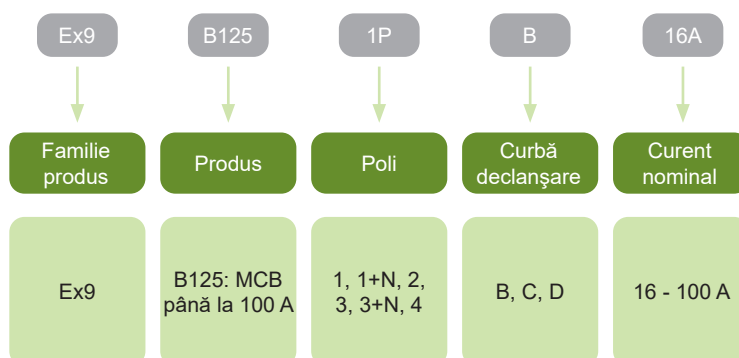 Ex9
B125
1P
B
16A
Familie
produs
Produs
Poli
Curbă
declanşare
Curent
nominal
Ex9
B125: MCB
până la 100 A
1, 1+N, 2,
3, 3+N, 4
B, C, D
16 - 100 A